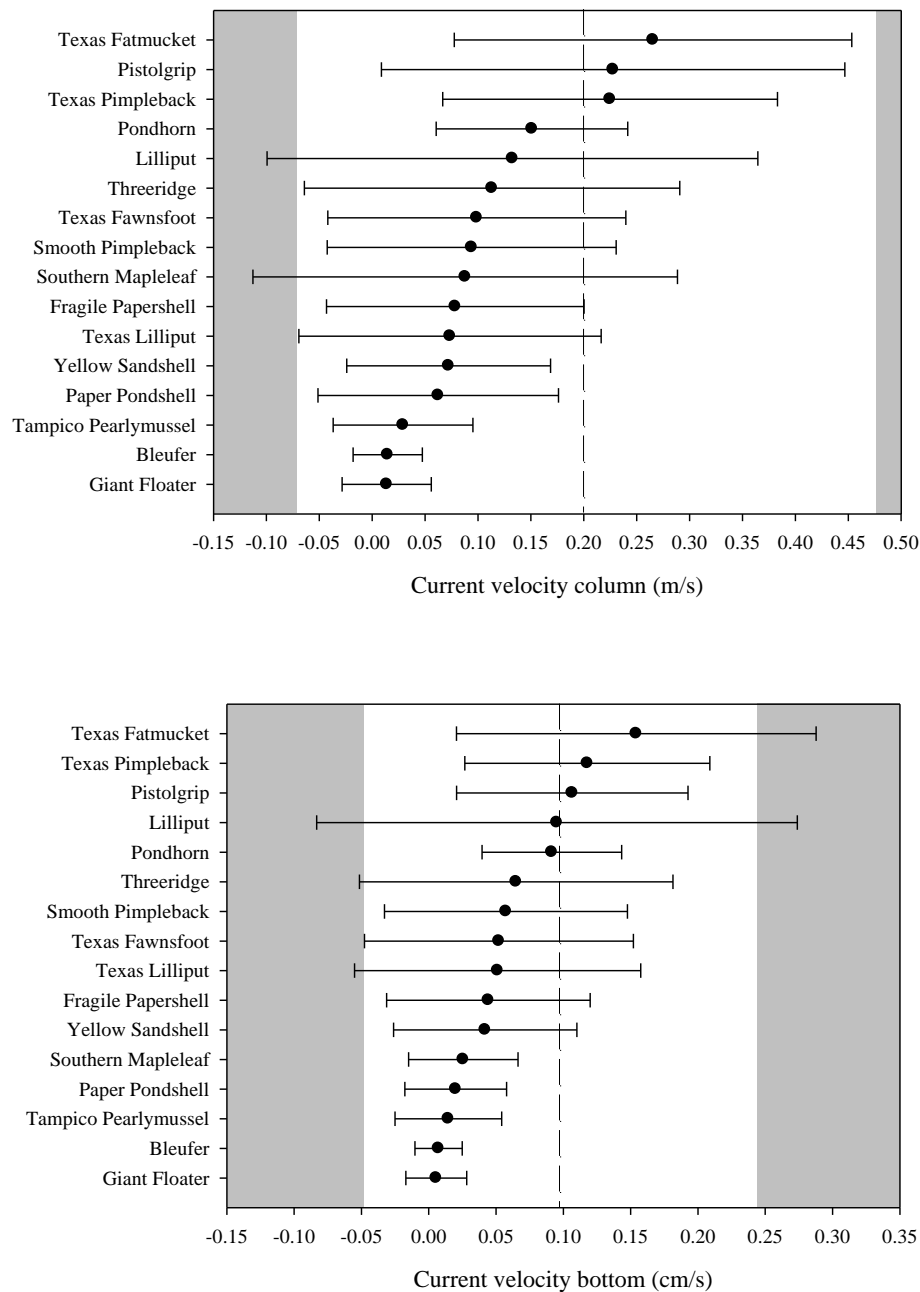 Texas Fatmucket
Pistolgrip
Texas Pimpleback
Pondhorn
Lilliput
Threeridge
Texas Fawnsfoot
Smooth Pimpleback
Southern Mapleleaf
Fragile Papershell
Texas Lilliput
Yellow Sandshell
Paper Pondshell
Tampico Pearlymussel
Bleufer
Giant Floater
-0.15 -0.10 -0.05 0.00 0.05 0.10 0.15 0.20 0.25 0.30 0.35 0.40 0.45 0.50
Current velocity column (m/s)
Texas Fatmucket
Texas Pimpleback
Pistolgrip
Lilliput
Pondhorn
Threeridge
Smooth Pimpleback
Texas Fawnsfoot
Texas Lilliput
Fragile Papershell
Yellow Sandshell
Southern Mapleleaf
Paper Pondshell
Tampico Pearlymussel
Bleufer
Giant Floater
-0.15 -0.10 -0.05 0.00 0.05 0.10 0.15 0.20 0.25 0.30 0.35
Current velocity bottom (cm/s)